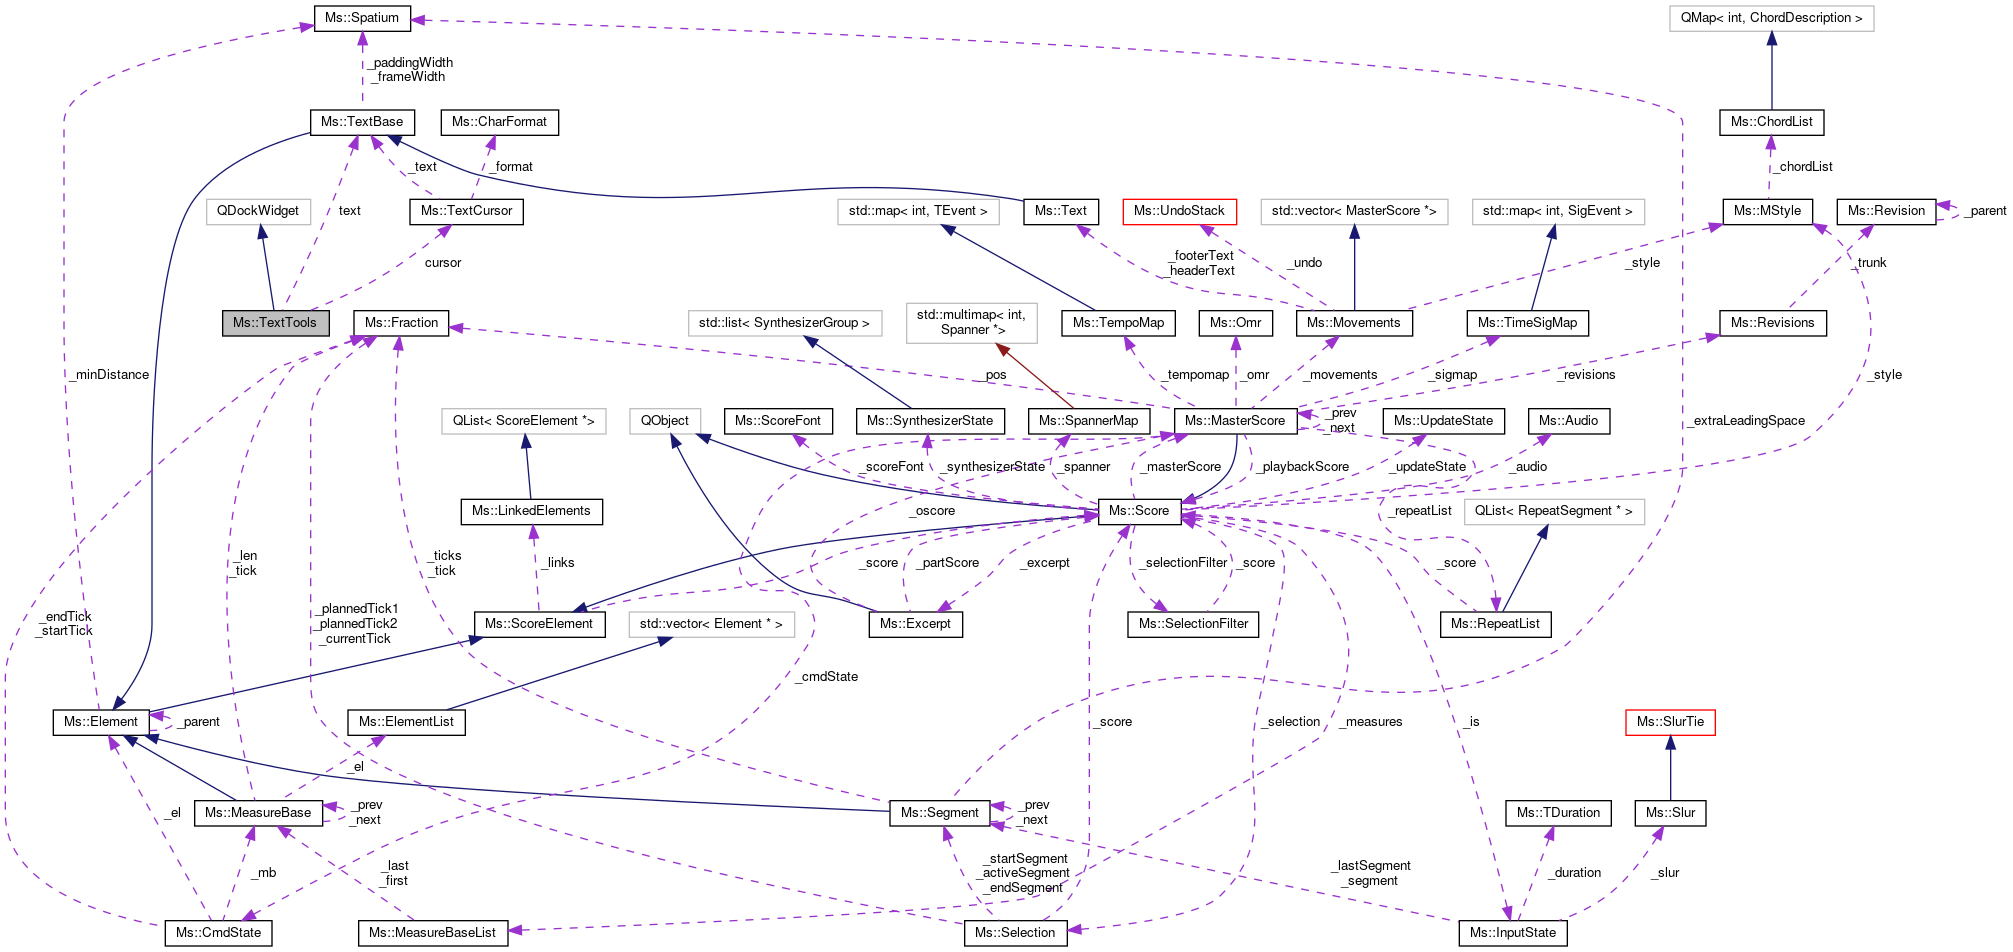 Ms::Spatium
QMap< int, ChordDescription >
_paddingWidth
_frameWidth
Ms::TextBase
Ms::CharFormat
Ms::ChordList
_text
_format
_chordList
QDockWidget
text
Ms::TextCursor
std::map< int, TEvent >
Ms::Text
Ms::UndoStack
std::vector< MasterScore *>
std::map< int, SigEvent >
Ms::MStyle
Ms::Revision
_parent
cursor
_footerText
_headerText
_undo
_style
_trunk
Ms::TextTools
Ms::Fraction
std::list< SynthesizerGroup >
std::multimap< int,
Spanner *>
Ms::TempoMap
Ms::Omr
Ms::Movements
Ms::TimeSigMap
Ms::Revisions
_minDistance
_pos
_tempomap
_omr
_movements
_sigmap
_revisions
_style
QList< ScoreElement *>
QObject
Ms::ScoreFont
Ms::SynthesizerState
Ms::SpannerMap
Ms::MasterScore
_prev
_next
Ms::UpdateState
Ms::Audio
_extraLeadingSpace
_scoreFont
_synthesizerState
_spanner
_masterScore
_playbackScore
_updateState
_audio
Ms::LinkedElements
_oscore
Ms::Score
_repeatList
QList< RepeatSegment * >
_len
_tick
_ticks
_tick
_links
_score
_partScore
_excerpt
_selectionFilter
_score
_score
_endTick
_startTick
_plannedTick1
_plannedTick2
_currentTick
Ms::ScoreElement
std::vector< Element * >
Ms::Excerpt
Ms::SelectionFilter
Ms::RepeatList
_cmdState
Ms::Element
_parent
Ms::ElementList
_score
_selection
_measures
_is
Ms::SlurTie
_el
Ms::MeasureBase
_prev
_next
Ms::Segment
_prev
_next
Ms::TDuration
Ms::Slur
_el
_mb
_last
_first
_startSegment
_activeSegment
_endSegment
_lastSegment
_segment
_duration
_slur
Ms::CmdState
Ms::MeasureBaseList
Ms::Selection
Ms::InputState